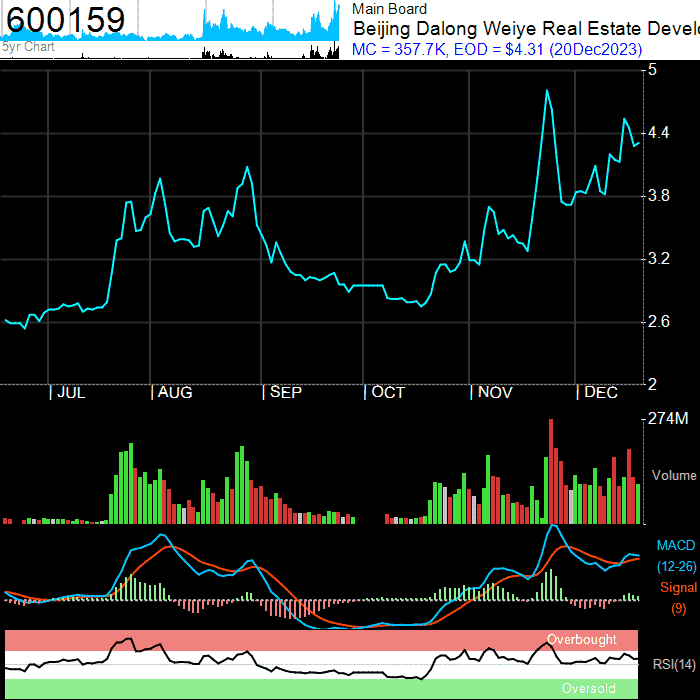 600159
5yr Chart
Main Board
Beijing Dalong Weiye Real Estate Develo
MC = 357.7K, EOD = $4.31 (20Dec2023)
5
4.4
3.8
3.2
2.6
2
| JUL | AUG | SEP | OCT | NOV | DEC
274M
Volume
MACD
(12-26)
Signal
(9)
Overbought
RSI(14)
Oversold